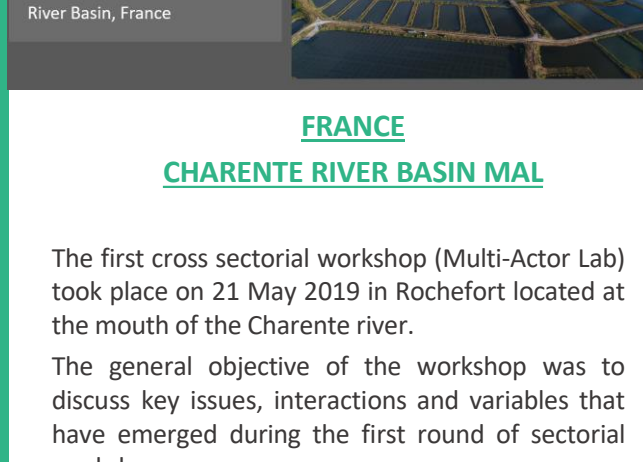 River Basin, France
FRANCE
CHARENTE RIVER BASIN MAL
The first cross sectorial workshop (Multi-Actor Lab)
took place on 21 May 2019 in Rochefort located at
the mouth of the Charente river.
The general objective of the workshop was to
discuss key issues, interactions and variables that
have emerged during the first round of sectorial